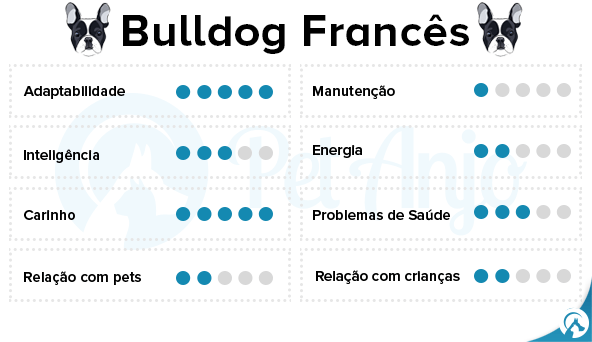 Bulldog Francês
Adaptabilidade
Manutenção
Inteligência
Energia
Carinho
Problemas de Saúde
Relação com pets
Relação com crianças
Pet Anjo